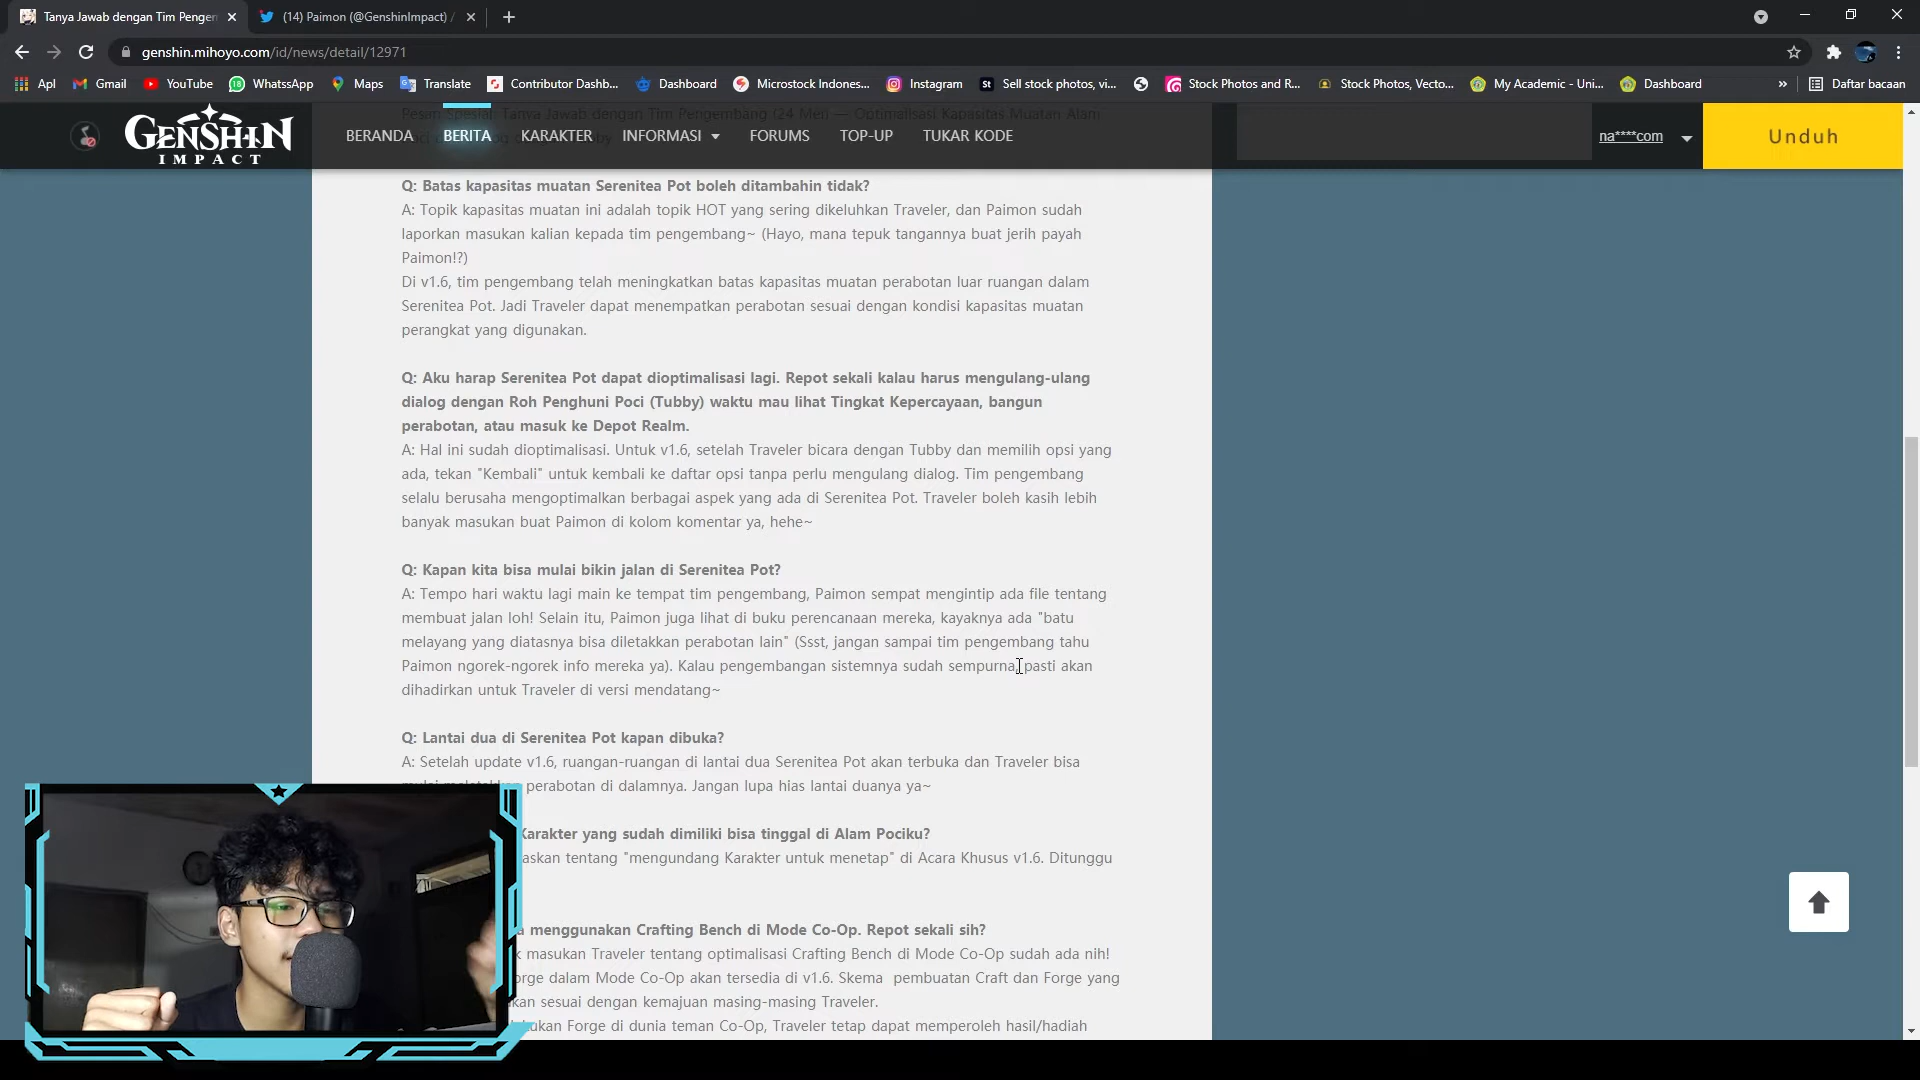 Tanya Jawab dengan Tim Penger
(14) Paimon (@GenshinImpact) /
genshin.mihoyo.com/id/news/detail/12971
Apl
Gmail
YouTube
WhatssApp
Maps
Translate
Contributor Dashb...
Dashboard
Microstock Indones...
Instagram
Sell stock photos, vi...
Stock Photos and R...
Stock Photos, Vecto...
My Academic - Uni...
Dashboard
»
Daftar bacaan
GENSHIN
IMPACT
BERANDA
BERITA
KARAKTER
INFORMASI
FORUMS
TOP-UP
TUKAR KODE
na****com
Unduh
Pesan Spesial Tanya Jawab dengan Tim Pengembang (24 Mei) — Optimalisasi Kapasitas Muatan Alam
Q: Batas kapasitas muatan Serenitea Pot boleh ditambahin tidak?
A: Topik kapasitas muatan ini adalah topik HOT yang sering dikeluhkan Traveler, dan Paimon sudah
laporkan masukan kalian kepada tim pengembang~ (Hayo, mana tepuk tangannya buat jerih payah
Paimon!?)
Di v1.6, tim pengembang telah meningkatkan batas kapasitas muatan perabotan luar ruangan dalam
Serenitea Pot. Jadi Traveler dapat menempatkan perabotan sesuai dengan kondisi kapasitas muatan
perangkat yang digunakan.
Q: Aku harap Serenitea Pot dapat dioptimalisasi lagi. Repot sekali kalau harus mengulang-ulang
dialog dengan Roh Penghuni Poci (Tubby) waktu mau lihat Tingkat Kepercayaan, bangun
perabotan, atau masuk ke Depot Realm.
A: Hal ini sudah dioptimalisasi. Untuk v1.6, setelah Traveler bicara dengan Tubby dan memilih opsi yang
ada, tekan "Kembali" untuk kembali ke daftar opsi tanpa perlu mengulang dialog. Tim pengembang
selalu berusaha mengoptimalkan berbagai aspek yang ada di Serenitea Pot. Traveler boleh kasih lebih
banyak masukan buat Paimon di kolom komentar ya, hehe~
Q: Kapan kita bisa mulai bikin jalan di Serenitea Pot?
A: Tempo hari waktu lagi main ke tempat tim pengembang, Paimon sempat mengintip ada file tentang
membuat jalan loh! Selain itu, Paimon juga lihat di buku perencanaan mereka, kayaknya ada "batu
melayang yang diatasnya bisa diletakkan perabotan lain" (Ssst, jangan sampai tim pengembang tahu
Paimon ngorek-ngorek info mereka ya). Kalau pengembangan sistemnya sudah sempurna, pasti akan
dihadirkan untuk Traveler di versi mendatang~
Q: Lantai dua di Serenitea Pot kapan dibuka?
A: Setelah update v1.6, ruangan-ruangan di lantai dua Serenitea Pot akan terbuka dan Traveler bisa
perabotan di dalamnya. Jangan lupa hias lantai duanya ya~
Karakter yang sudah dimiliki bisa tinggal di Alam Pociku?
askan tentang "mengundang Karakter untuk menetap" di Acara Khusus v1.6. Ditunggu
a menggunakan Crafting Bench di Mode Co-Op. Repot sekali sih?
k masukan Traveler tentang optimalisasi Crafting Bench di Mode Co-Op sudah ada nih!
orge dalam Mode Co-Op akan tersedia di v1.6. Skema pembuatan Craft dan Forge yang
kan sesuai dengan kemajuan masing-masing Traveler.
kukan Forge di dunia teman Co-Op, Traveler tetap dapat memperoleh hasil/hadiah